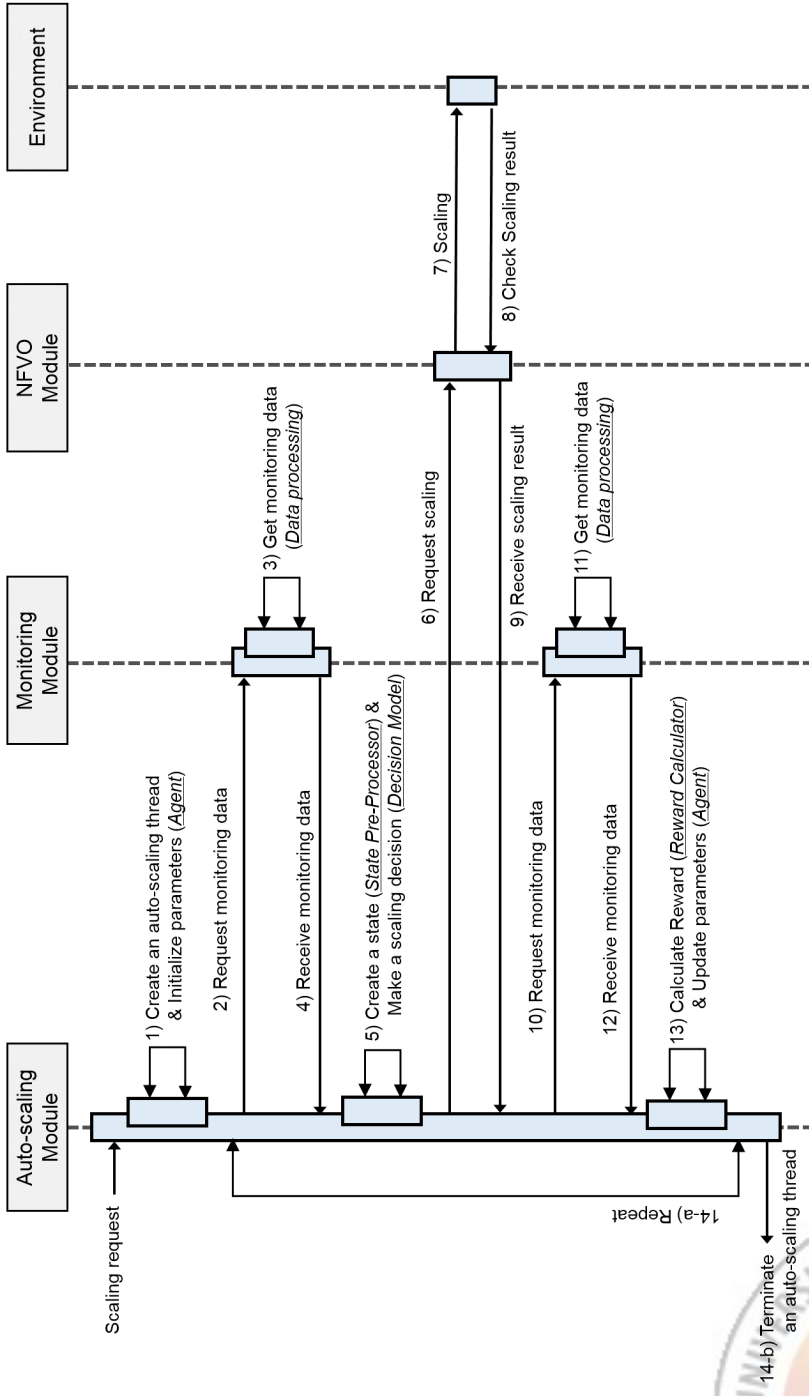 Auto-scaling
Module
Monitoring
Module
NFVO
Module
Environment
Scaling request
1) Create an auto-scaling thread
& Initialize parameters (Agent)
2) Request monitoring data
3) Get monitoring data
(Data processing)
4) Receive monitoring data
5) Create a state (State Pre-Processor) &
Make a scaling decision (Decision Model)
6) Request scaling
7) Scaling
8) Check Scaling result
9) Receive scaling result
10) Request monitoring data
11) Get monitoring data
(Data processing)
12) Receive monitoring data
13) Calculate Reward (Reward Calculator)
& Update parameters (Agent)
14-a) Repeat
14-b) Terminate
an auto-scaling thread